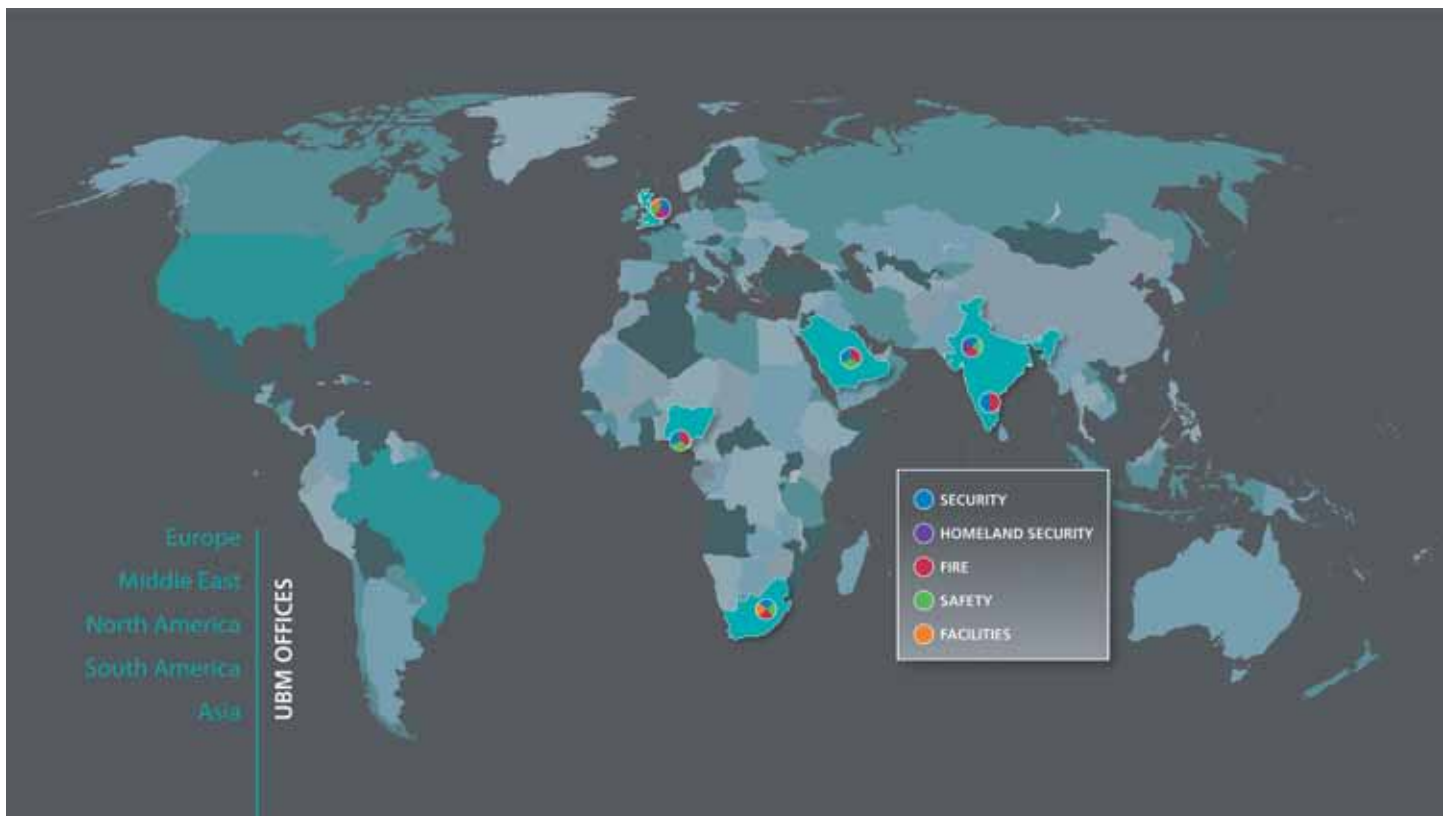 Europe
Middle East
North America
South America
Asia
UBM OFFICES
SECURITY
HOMELAND SECURITY
FIRE
SAFETY
FACILITIES